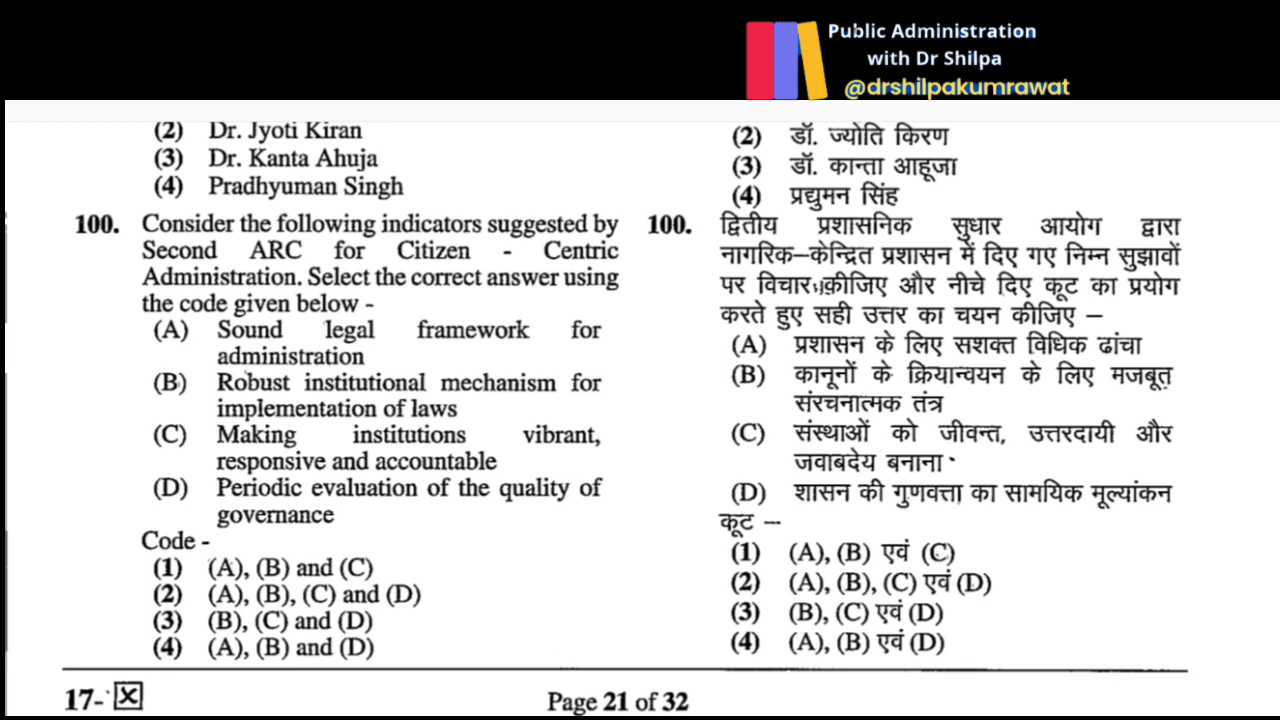 Public Administration
with Dr Shilpa
@drshilpakumrawat
(2) Dr. Jyoti Kiran
(3) Dr. Kanta Ahuja
(4) Pradhyuman Singh
100. Consider the following indicators suggested by
Second ARC for Citizen - Centric
Administration. Select the correct answer using
the code given below -
(A) Sound legal framework for
administration
(B) Robust institutional mechanism for
implementation of laws
(C) Making institutions vibrant,
responsive and accountable
(D) Periodic evaluation of the quality of
governance
Code -
(1) (A), (B) and (C)
(2) (A), (B), (C) and (D)
(3) (B), (C) and (D)
(4) (A), (B) and (D)
(2) डॉ. ज्योति किरण
(3) डॉ. कान्ता आहूजा
(4) प्रद्युमन सिंह
100. द्वितीय प्रशासनिक सुधार आयोग द्वारा
नागरिक–केन्द्रित प्रशासन में दिए गए निम्न सुझावों
पर विचार कीजिए और नीचे दिए कूट का प्रयोग
करते हुए सही उत्तर का चयन कीजिए –
(A) प्रशासन के लिए सशक्त विधिक ढांचा
(B) कानूनों के क्रियान्वयन के लिए मजबूत
संरचनात्मक तंत्र
(C) संस्थाओं को जीवन्त, उत्तरदायी और
जवाबदेय बनाना
(D) शासन की गुणवत्ता का सामयिक मूल्यांकन
कूट –
(1) (A), (B) एवं (C)
(2) (A), (B), (C) एवं (D)
(3) (B), (C) एवं (D)
(4) (A), (B) एवं (D)
17- X
Page 21 of 32